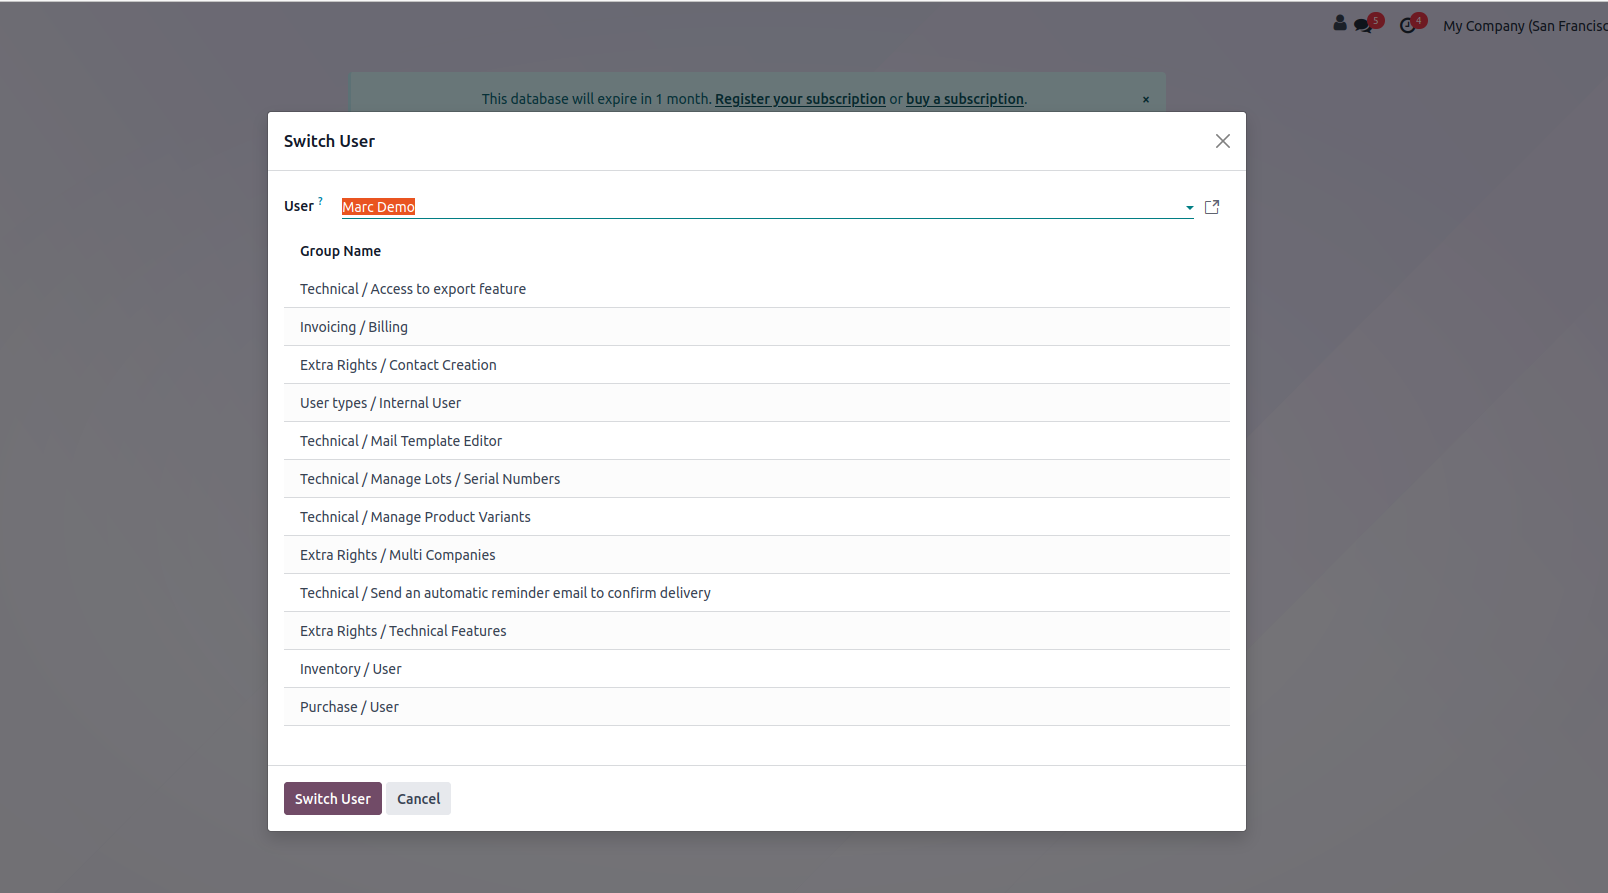 5
4
My Company (San Francisc
This database will expire in 1 month. Register your subscription or buy a subscription. ×
Switch User
User ? Marc Demo
Group Name
Technical / Access to export feature
Invoicing / Billing
Extra Rights / Contact Creation
User types / Internal User
Technical / Mail Template Editor
Technical / Manage Lots / Serial Numbers
Technical / Manage Product Variants
Extra Rights / Multi Companies
Technical / Send an automatic reminder email to confirm delivery
Extra Rights / Technical Features
Inventory / User
Purchase / User
Switch User Cancel